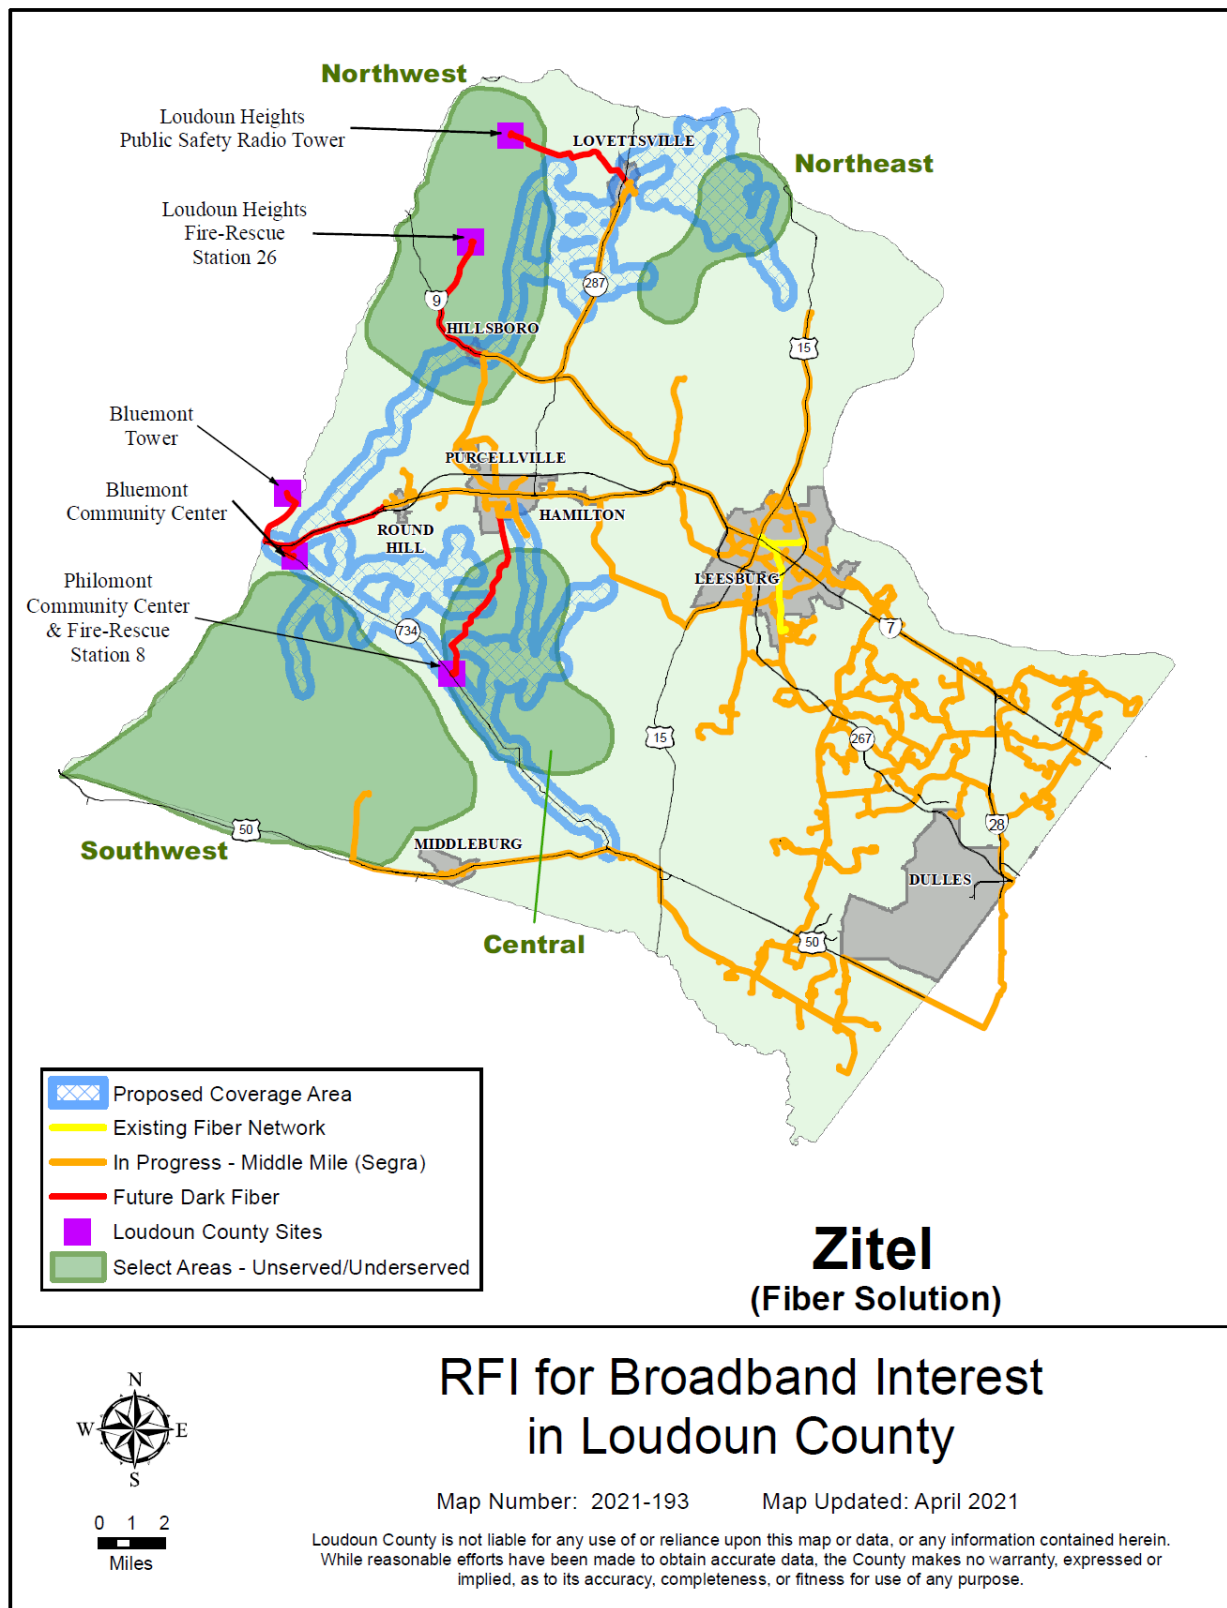 Northwest
Loudoun Heights
Public Safety Radio Tower
LOVETTSVILLE
Northeast
Loudoun Heights
Fire-Rescue
Station 26
287
9
HILLSBORO
15
Bluemont
Tower
PURCELLVILLE
Bluemont
Community Center
HAMILTON
ROUND
HILL
LEESBURG
Philomont
Community Center
& Fire-Rescue
Station 8
734
7
15
267
50
28
Southwest
MIDDLEBURG
DULLES
Central
50
Proposed Coverage Area
Existing Fiber Network
In Progress - Middle Mile (Segra)
Future Dark Fiber
Loudoun County Sites
Select Areas - Unserved/Underserved
Zitel
(Fiber Solution)
N
W E
S
0 1 2
Miles
RFI for Broadband Interest
in Loudoun County
Map Number: 2021-193 Map Updated: April 2021
Loudoun County is not liable for any use of or reliance upon this map or data, or any information contained herein.
While reasonable efforts have been made to obtain accurate data, the County makes no warranty, expressed or
implied, as to its accuracy, completeness, or fitness for use of any purpose.